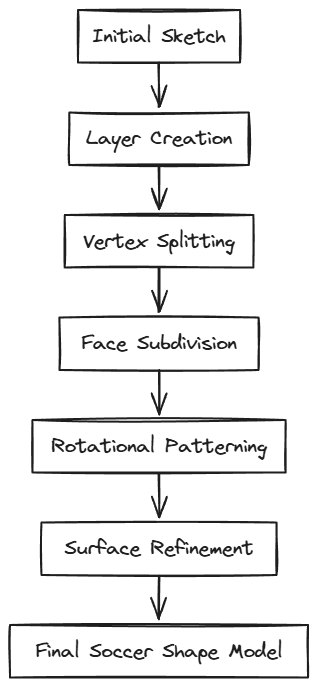 Initial Sketch
Layer Creation
Vertex Splitting
Face Subdivision
Rotational Patterning
Surface Refinement
Final Soccer Shape Model